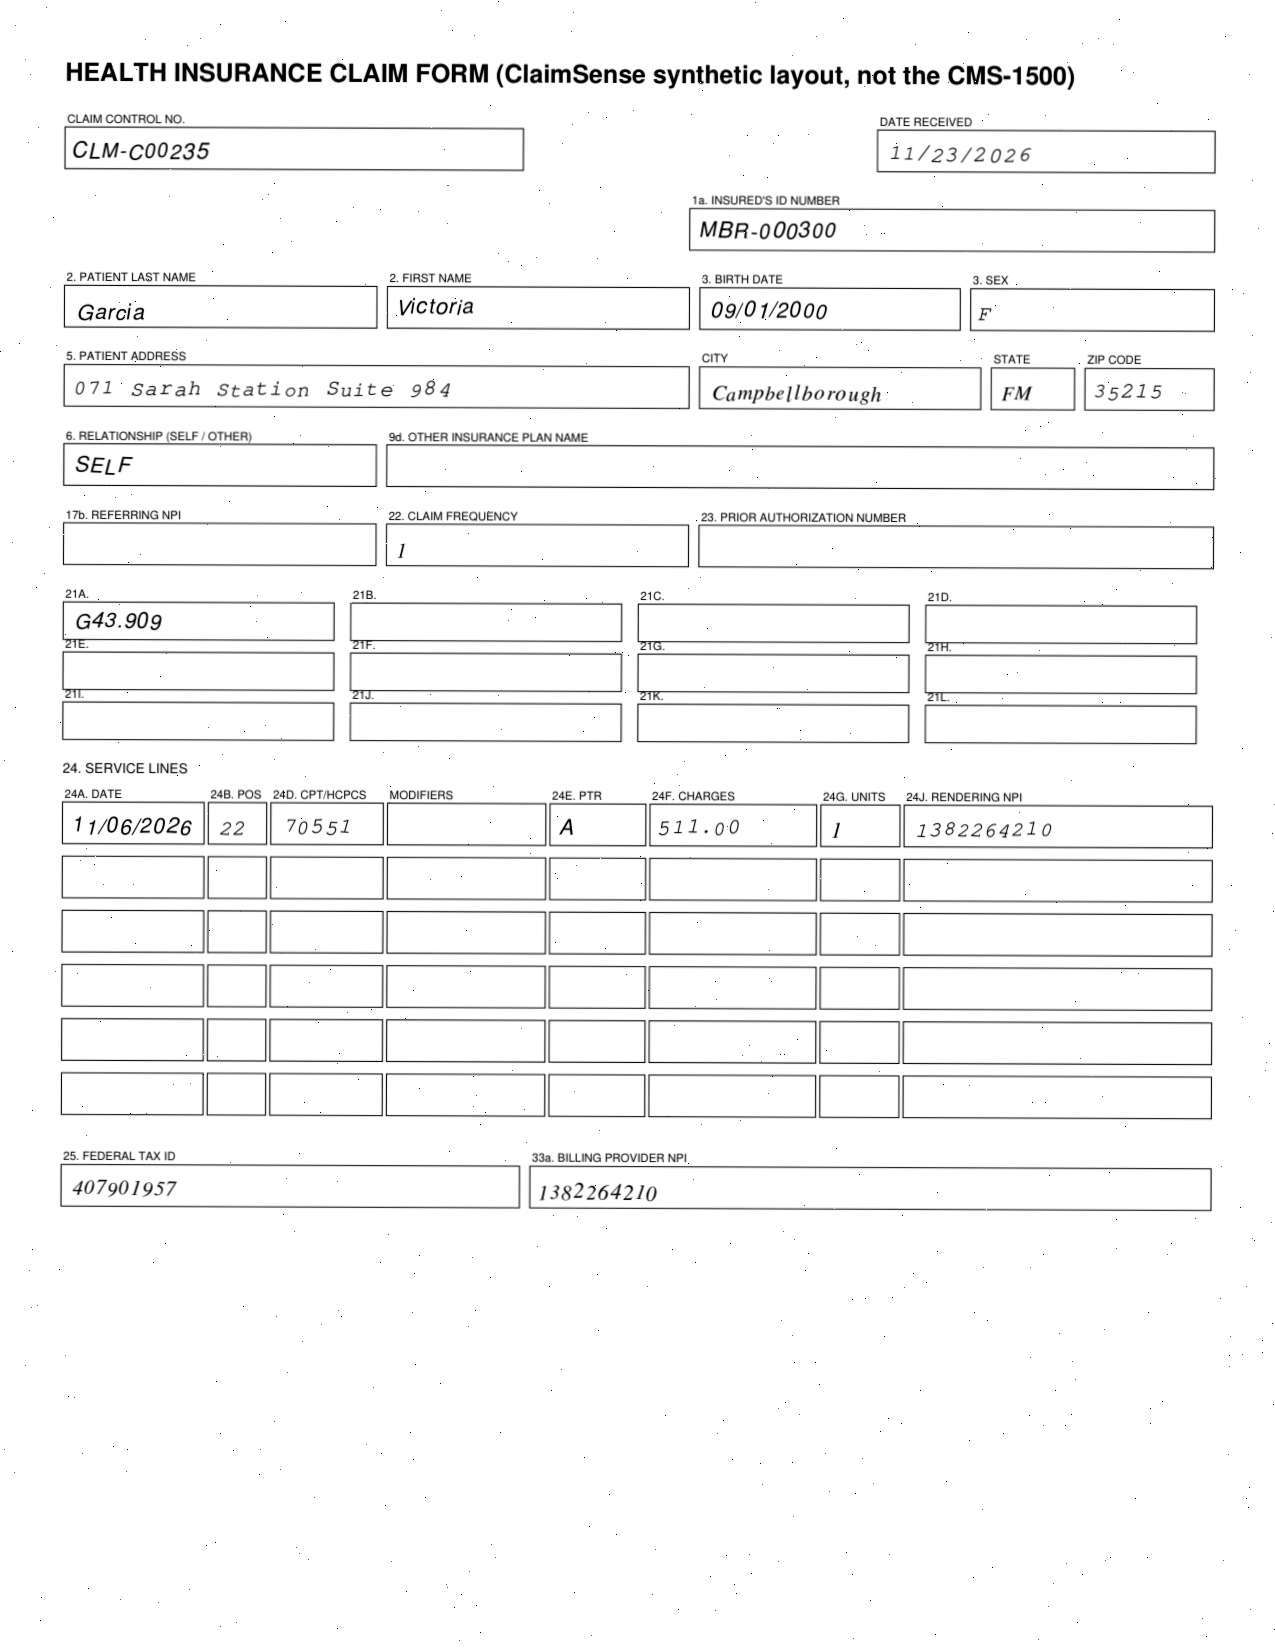 HEALTH INSURANCE CLAIM FORM (ClaimSense synthetic layout, not the CMS-1500)
CLAIM CONTROL NO. DATE RECEIVED
CLM-C00235 11/23/2026
1a. INSURED'S ID NUMBER
MBR-000300
2. PATIENT LAST NAME 2. FIRST NAME 3. BIRTH DATE 3. SEX
Garcia Victoria 09/01/2000 F
5. PATIENT ADDRESS CITY STATE ZIP CODE
071 Sarah Station Suite 984 Campbellborough FM 35215
6. RELATIONSHIP (SELF / OTHER) 9d. OTHER INSURANCE PLAN NAME
SELF
17b. REFERRING NPI 22. CLAIM FREQUENCY 23. PRIOR AUTHORIZATION NUMBER
1
21A. 21B. 21C. 21D.
G43.909
21E. 21F. 21G. 21H.
21I. 21J. 21K. 21L.
24. SERVICE LINES
24A. DATE 24B. POS 24D. CPT/HCPCS MODIFIERS 24E. PTR 24F. CHARGES 24G. UNITS 24J. RENDERING NPI
11/06/2026 22 70551 A 511.00 1 1382264210
25. FEDERAL TAX ID 33a. BILLING PROVIDER NPI
407901957 1382264210